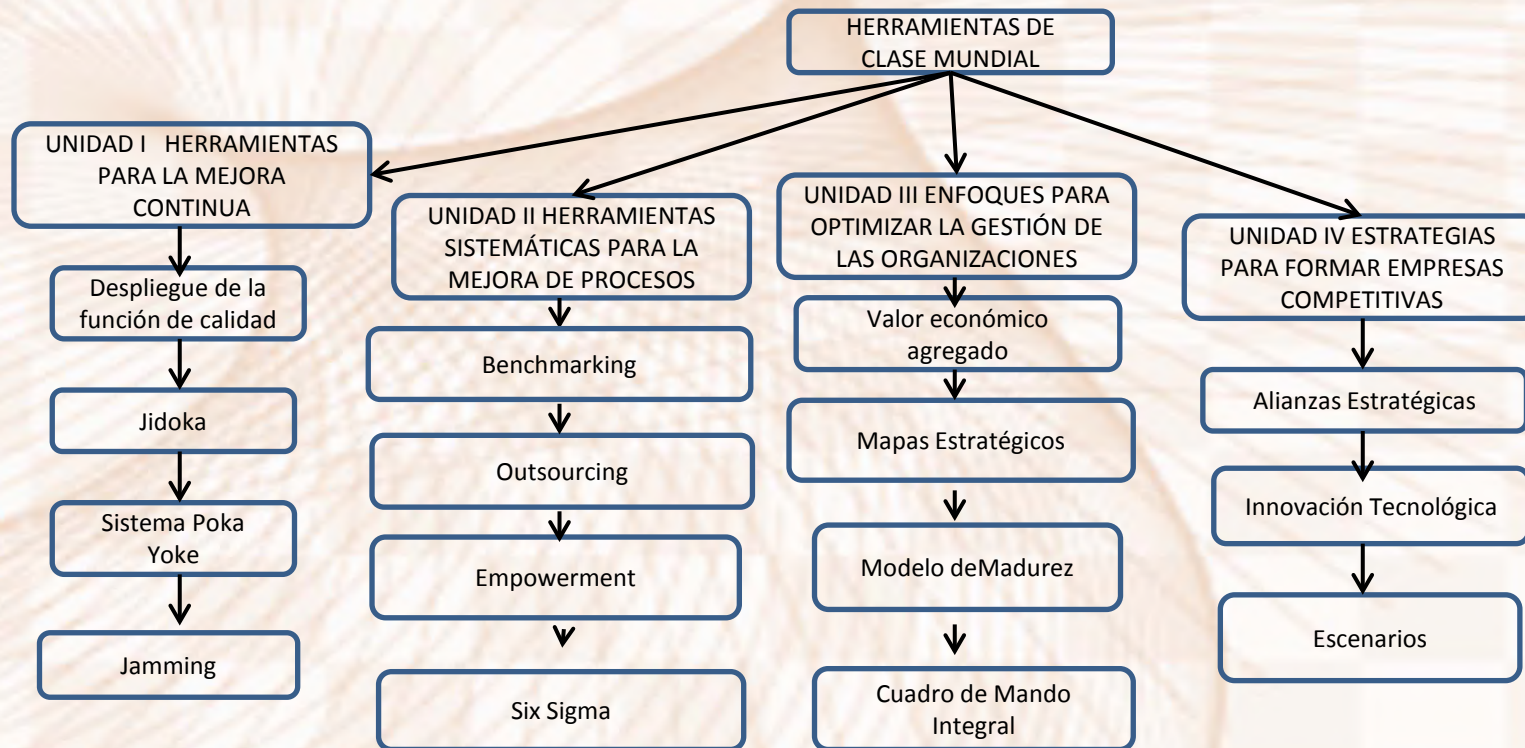 HERRAMIENTAS DE
CLASE MUNDIAL
UNIDAD I HERRAMIENTAS
PARA LA MEJORA
CONTINUA
Despliegue de la
función de calidad
Jidoka
Sistema Poka
Yoke
Jamming
UNIDAD II HERRAMIENTAS
SISTEMÁTICAS PARA LA
MEJORA DE PROCESOS
Benchmarking
Outsourcing
Empowerment
Six Sigma
UNIDAD III ENFOQUES PARA
OPTIMIZAR LA GESTIÓN DE
LAS ORGANIZACIONES
Valor económico
agregado
Mapas Estratégicos
Modelo deMadurez
Cuadro de Mando
Integral
UNIDAD IV ESTRATEGIAS
PARA FORMAR EMPRESAS
COMPETITIVAS
Alianzas Estratégicas
Innovación Tecnológica
Escenarios